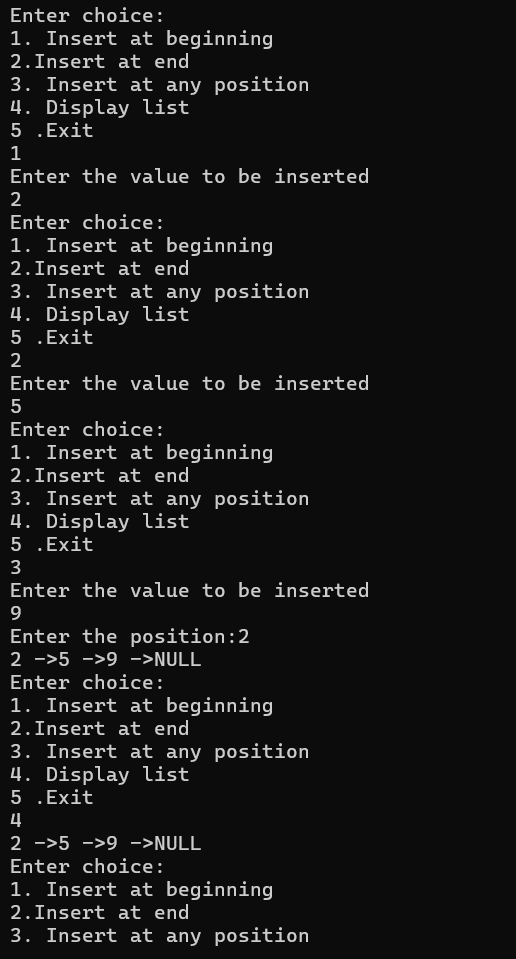 Enter choice:
1. Insert at beginning
2.Insert at end
3. Insert at any position
4. Display list
5 .Exit
1
Enter the value to be inserted
2
Enter choice:
1. Insert at beginning
2.Insert at end
3. Insert at any position
4. Display list
5 .Exit
2
Enter the value to be inserted
5
Enter choice:
1. Insert at beginning
2.Insert at end
3. Insert at any position
4. Display list
5 .Exit
3
Enter the value to be inserted
9
Enter the position:2
2 ->5 ->9 ->NULL
Enter choice:
1. Insert at beginning
2.Insert at end
3. Insert at any position
4. Display list
5 .Exit
4
2 ->5 ->9 ->NULL
Enter choice:
1. Insert at beginning
2.Insert at end
3. Insert at any position